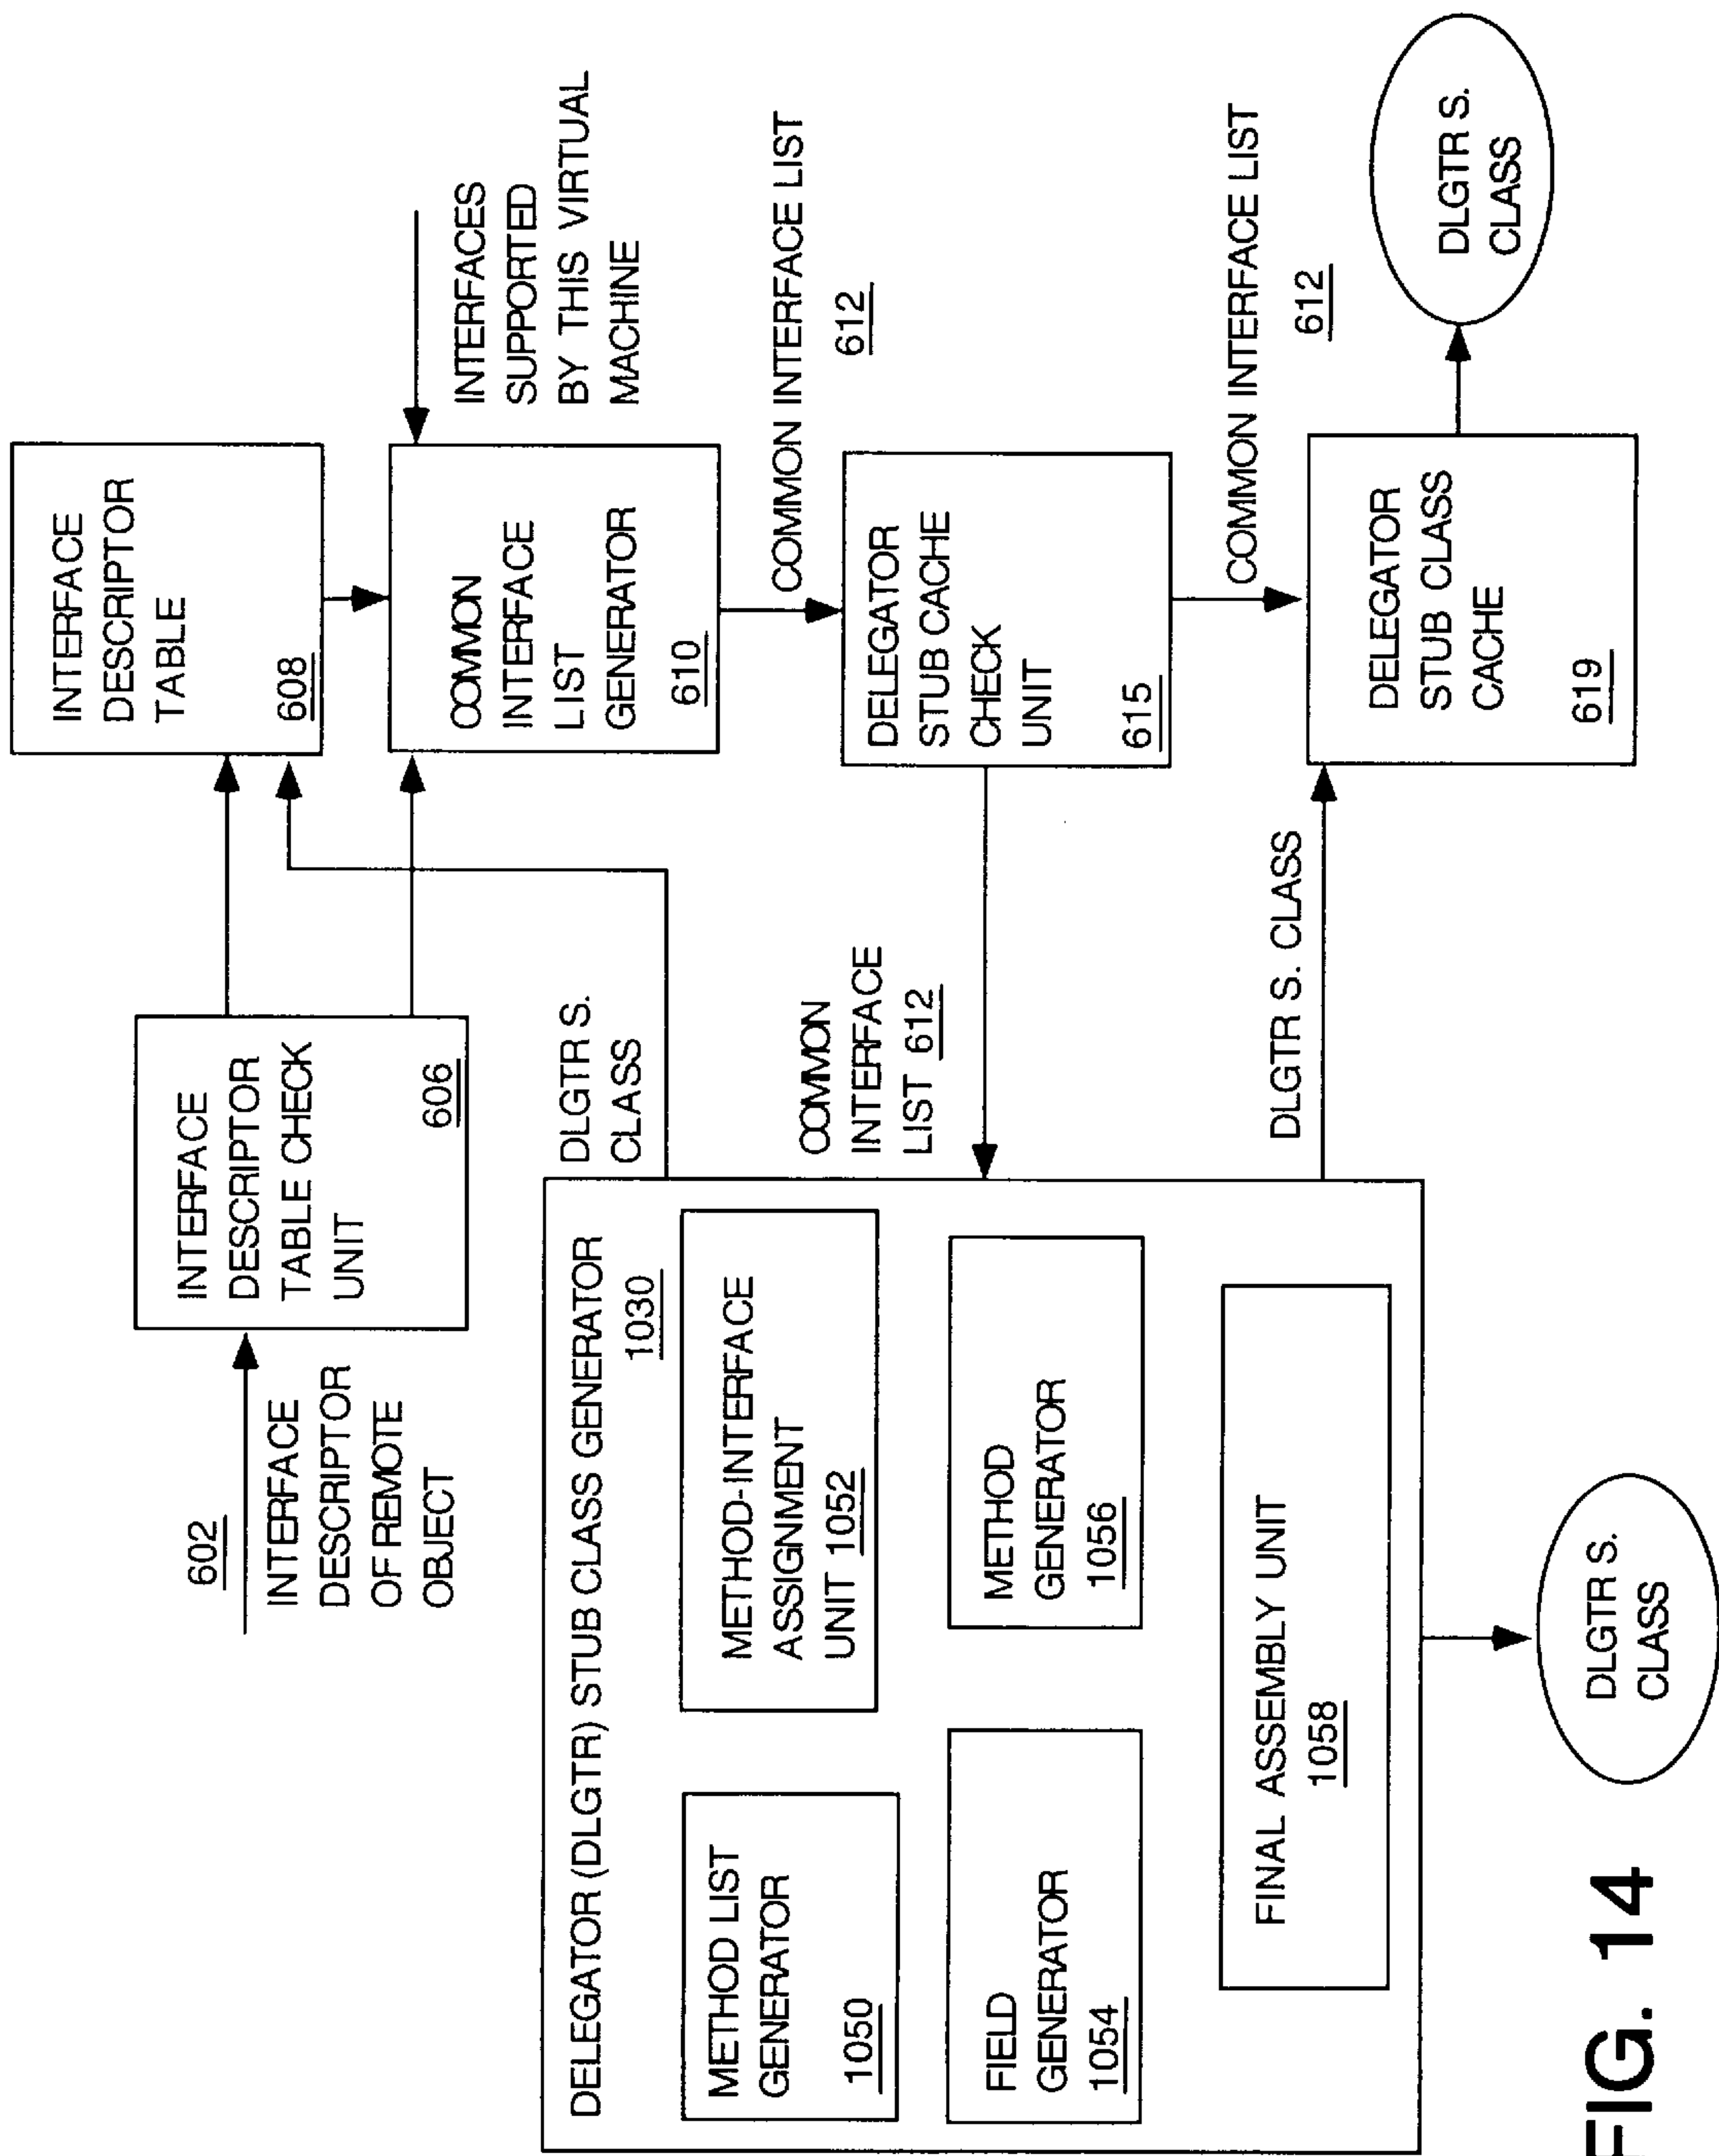 602
INTERFACE
DESCRIPTOR
OF REMOTE
OBJECT
INTERFACE
DESCRIPTOR
TABLE CHECK
UNIT
606
INTERFACE
DESCRIPTOR
TABLE
608
COMMON
INTERFACE
LIST
GENERATOR
610
INTERFACES
SUPPORTED
BY THIS VIRTUAL
MACHINE
COMMON INTERFACE LIST
612
DELEGATOR
STUB CACHE
CHECK
UNIT
615
COMMON INTERFACE LIST
612
DELEGATOR
STUB CLASS
CACHE
619
DLGTR S.
CLASS
DLGTR S.
CLASS
COMMON
INTERFACE
LIST 612
DLGTR S. CLASS
DELEGATOR (DLGTR) STUB CLASS GENERATOR
1030
METHOD LIST
GENERATOR
1050
METHOD-INTERFACE
ASSIGNMENT
UNIT 1052
FIELD
GENERATOR
1054
METHOD
GENERATOR
1056
FINAL ASSEMBLY UNIT
1058
DLGTR S.
CLASS
FIG. 14